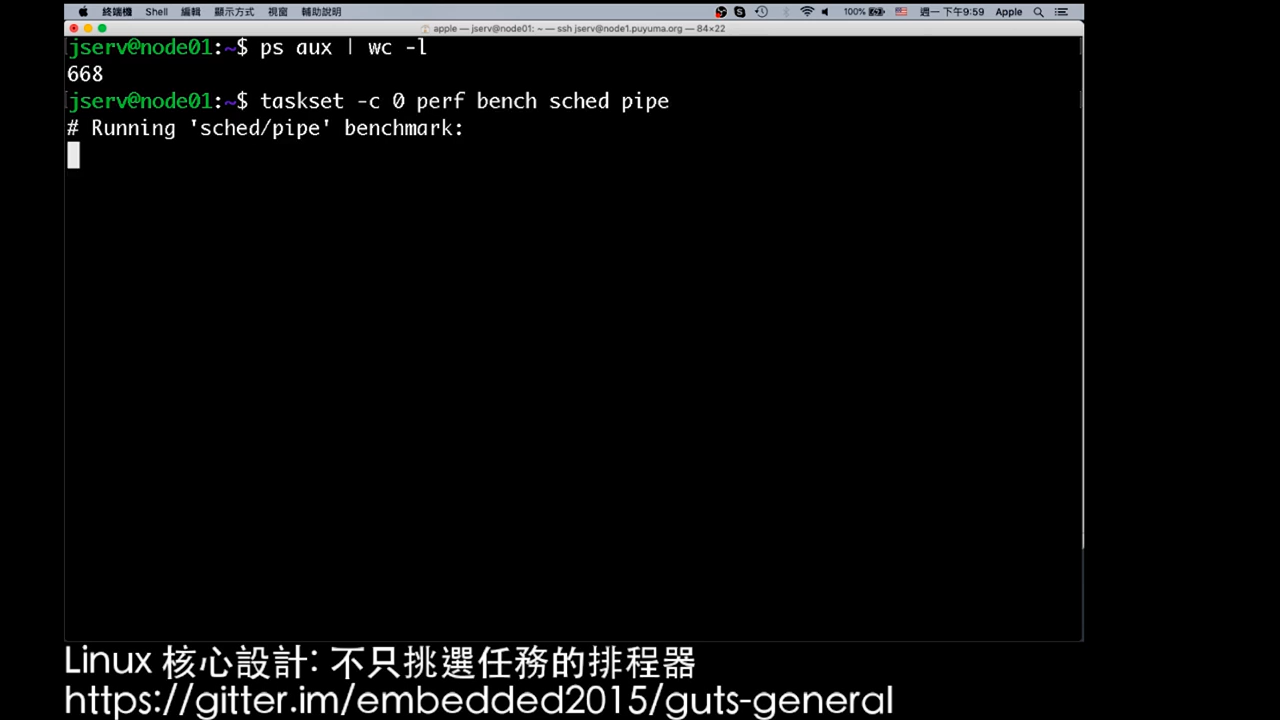 終端機 Shell 編輯 顯示方式 視窗 輔助說明 100% 週一 下午9:59 Apple
apple — jserv@node01: ~ — ssh jserv@node1.puyuma.org — 84×22
jserv@node01:~$ ps aux | wc -l
668
jserv@node01:~$ taskset -c 0 perf bench sched pipe
# Running 'sched/pipe' benchmark:
Linux 核心設計: 不只挑選任務的排程器
https://gitter.im/embedded2015/guts-general